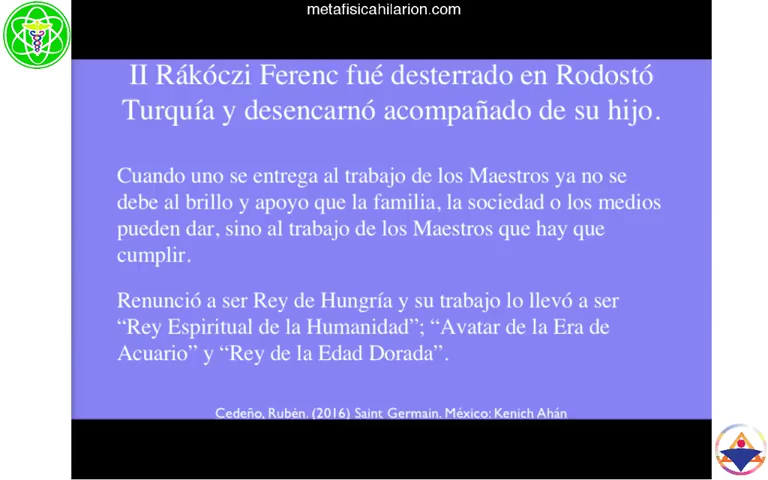 metafisicahilarion.com
II Rákóczi Ferenc fué desterrado en Rodostó
Turquía y desencarnó acompañado de su hijo.
Cuando uno se entrega al trabajo de los Maestros ya no se
debe al brillo y apoyo que la familia, la sociedad o los medios
pueden dar, sino al trabajo de los Maestros que hay que
cumplir.
Renunció a ser Rey de Hungría y su trabajo lo llevó a ser
“Rey Espiritual de la Humanidad”; “Avatar de la Era de
Acuario” y “Rey de la Edad Dorada”.
Cedeño, Rubén. (2016) Saint Germain. México: Kenich Ahán